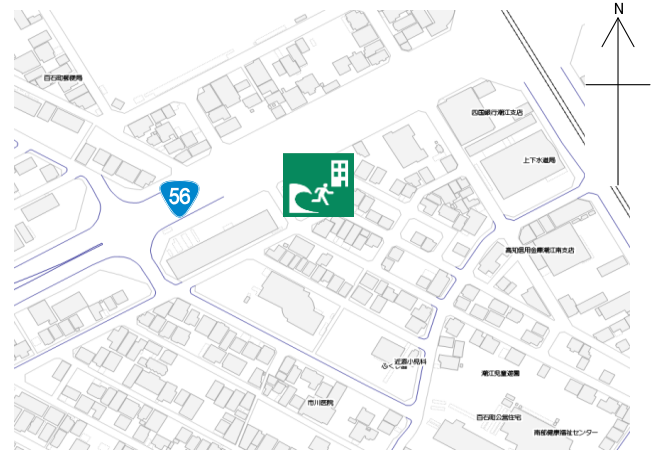 N
百石町郵便局
四国銀行潮江支店
上下水道局
56
高知信用金庫潮江南支店
近藤小児科
潮江児童遊園
市川医院
百石町公営住宅
南部健康福祉センター